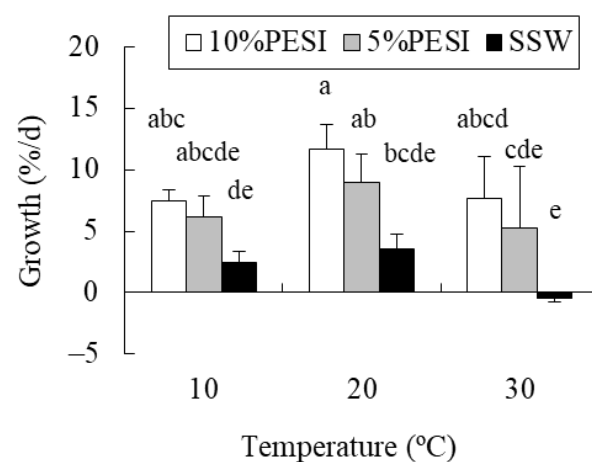 20
10%PESI 5%PESI SSW
a
15
abc ab abcd
abcde bcde cde
10
de e
5
0
–5
Growth (%/d)
10 20 30
Temperature (ºC)